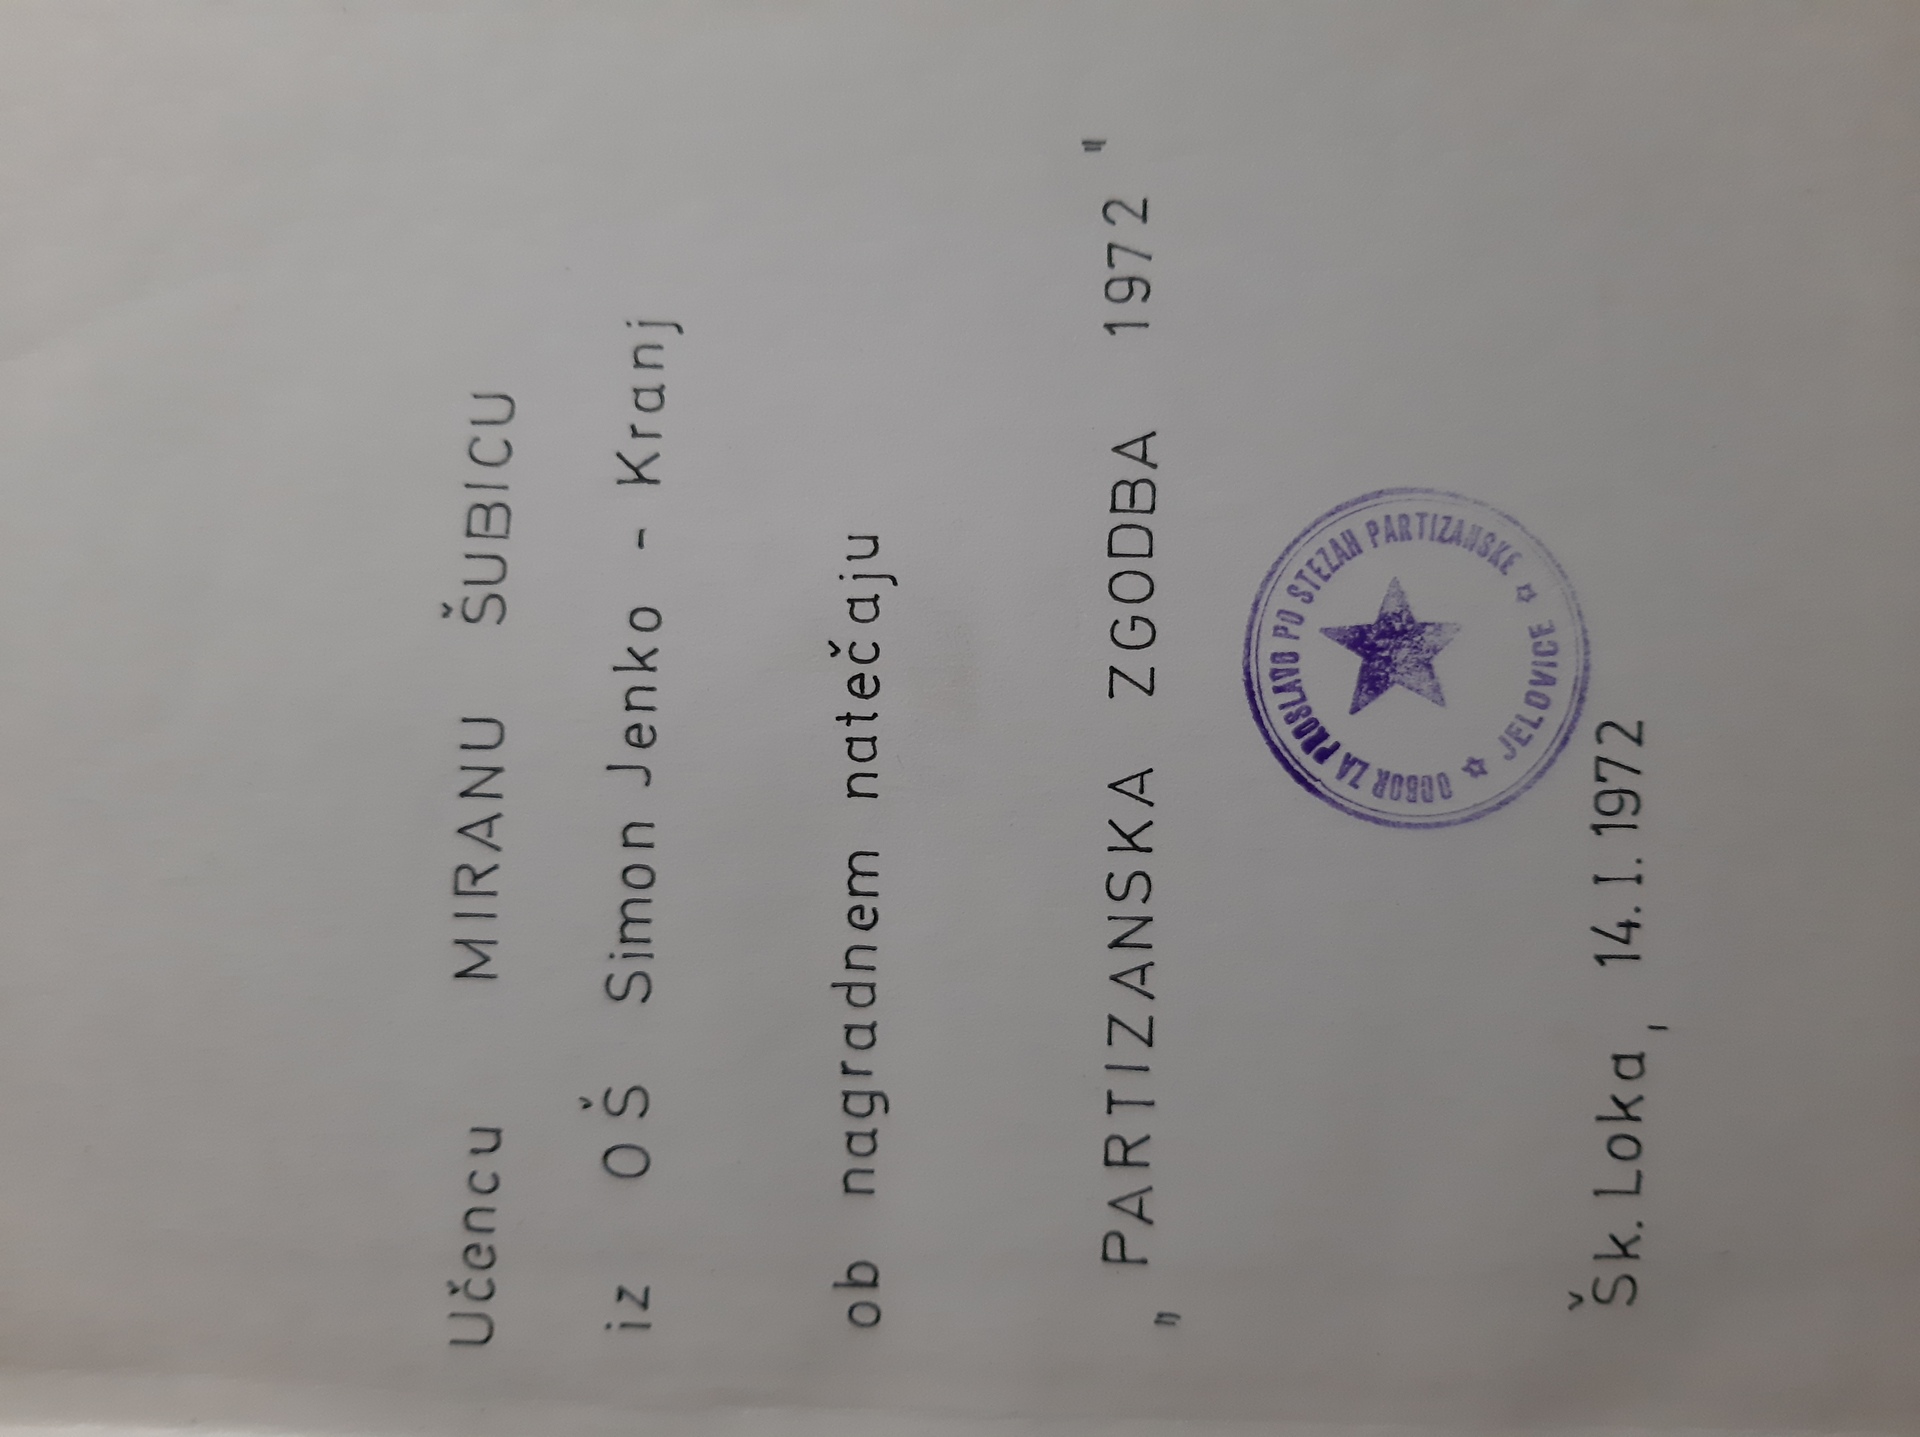 Učencu MIRANU ŠUBICU
iz OŠ Simon Jenko - Kranj
ob nagradnem natečaju
„ PARTIZANSKA ZGODBA 1972 "
ODBOR ZA PROSLAVO PO STEZAH PARTIZANSKE
JELOVICE
Šk. Loka, 14. I. 1972